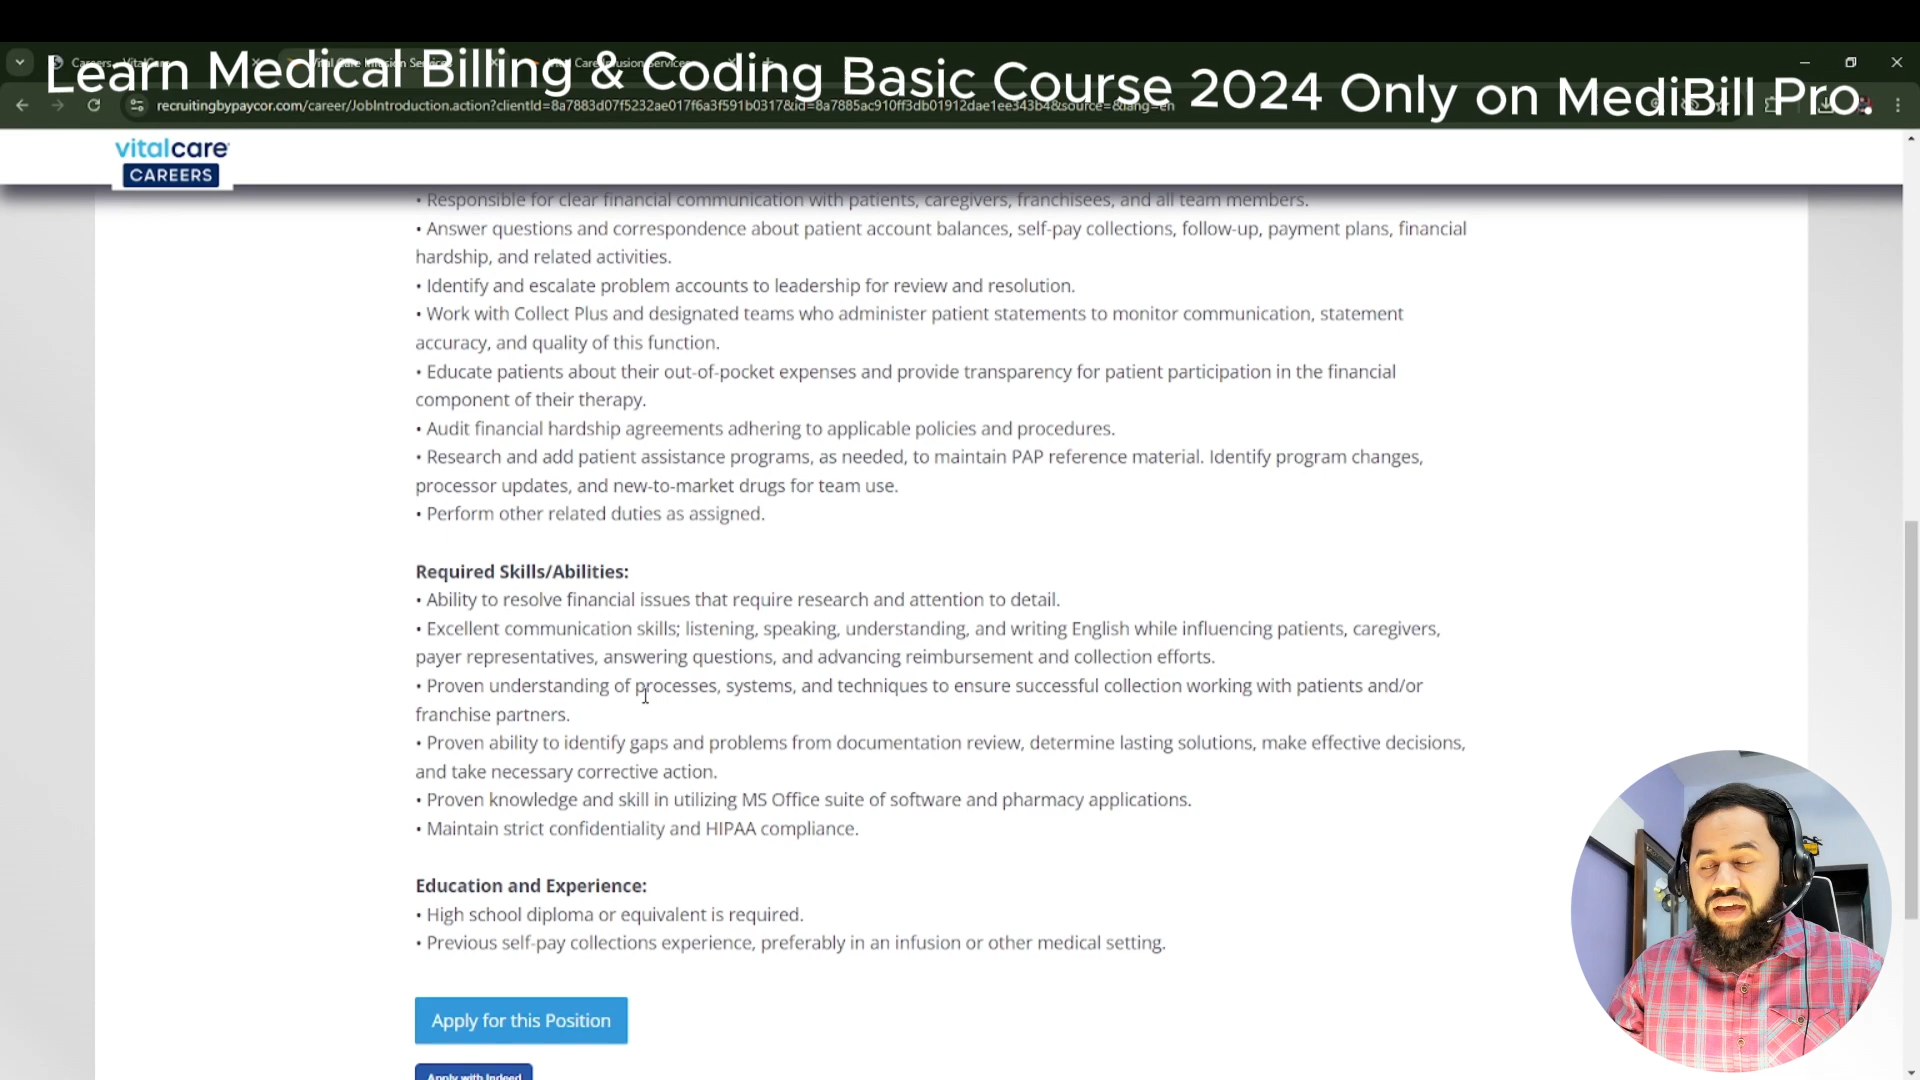 Learn Medical Billing & Coding Basic Course 2024 Only on MediBill Pro.
recruitingbypaycor.com/career/JobIntroduction.action?clientId=8a7883d07f5232ae017f6a3f591b0317&id=8a7885ac910ff3db01912dae1ee343b4&source=&lang=en
vitalcare
CAREERS
• Responsible for clear financial communication with patients, caregivers, franchisees, and all team members.
• Answer questions and correspondence about patient account balances, self-pay collections, follow-up, payment plans, financial
hardship, and related activities.
• Identify and escalate problem accounts to leadership for review and resolution.
• Work with Collect Plus and designated teams who administer patient statements to monitor communication, statement
accuracy, and quality of this function.
• Educate patients about their out-of-pocket expenses and provide transparency for patient participation in the financial
component of their therapy.
• Audit financial hardship agreements adhering to applicable policies and procedures.
• Research and add patient assistance programs, as needed, to maintain PAP reference material. Identify program changes,
processor updates, and new-to-market drugs for team use.
• Perform other related duties as assigned.
Required Skills/Abilities:
• Ability to resolve financial issues that require research and attention to detail.
• Excellent communication skills; listening, speaking, understanding, and writing English while influencing patients, caregivers,
payer representatives, answering questions, and advancing reimbursement and collection efforts.
• Proven understanding of processes, systems, and techniques to ensure successful collection working with patients and/or
franchise partners.
• Proven ability to identify gaps and problems from documentation review, determine lasting solutions, make effective decisions,
and take necessary corrective action.
• Proven knowledge and skill in utilizing MS Office suite of software and pharmacy applications.
• Maintain strict confidentiality and HIPAA compliance.
Education and Experience:
• High school diploma or equivalent is required.
• Previous self-pay collections experience, preferably in an infusion or other medical setting.
Apply for this Position
Apply with Indeed